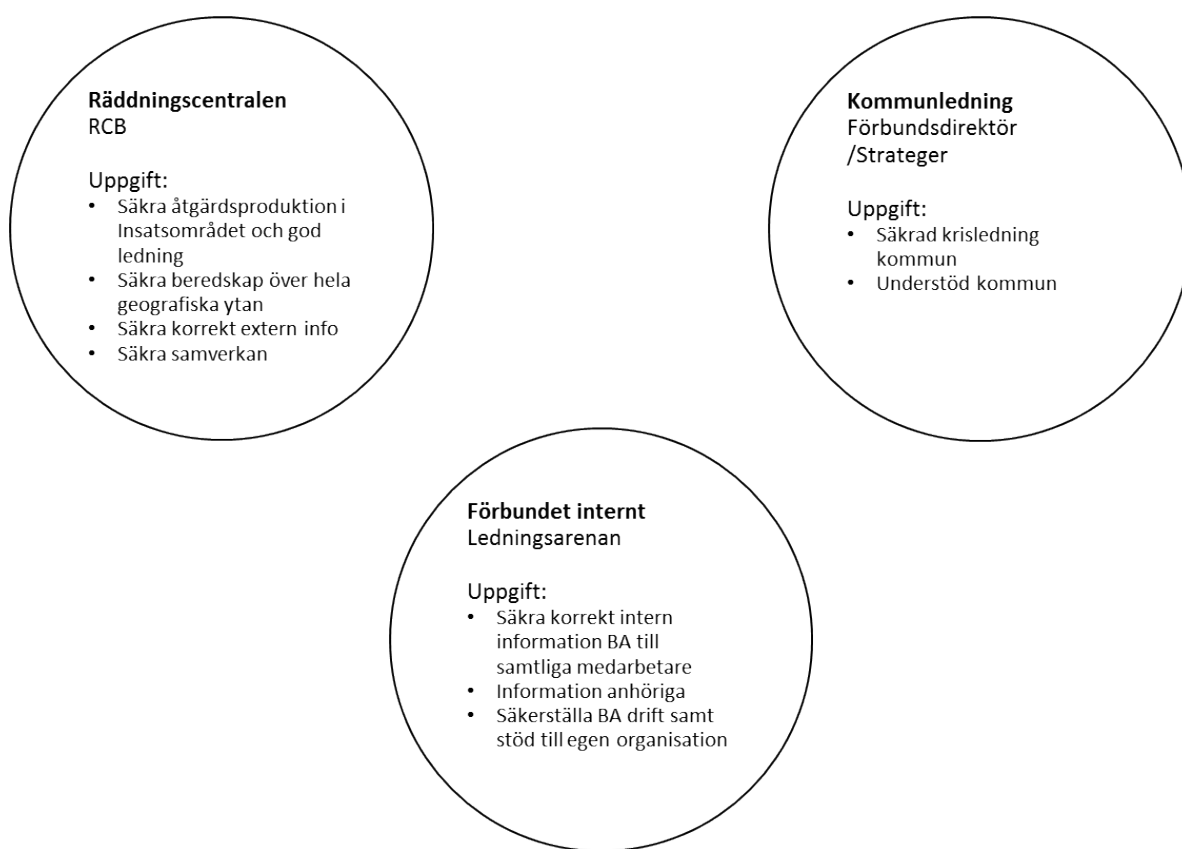 Räddningscentralen
RCB
Uppgift:
• Säkra åtgärdsproduktion i
Insatsområdet och god
ledning
• Säkra beredskap över hela
geografiska ytan
• Säkra korrekt extern info
• Säkra samverkan
Kommunledning
Förbundsdirektör
/Strateger
Uppgift:
• Säkrad krisledning
kommun
• Understöd kommun
Förbundet internt
Ledningsarenan
Uppgift:
• Säkra korrekt intern
information BA till
samtliga medarbetare
• Information anhöriga
• Säkerställa BA drift samt
stöd till egen organisation